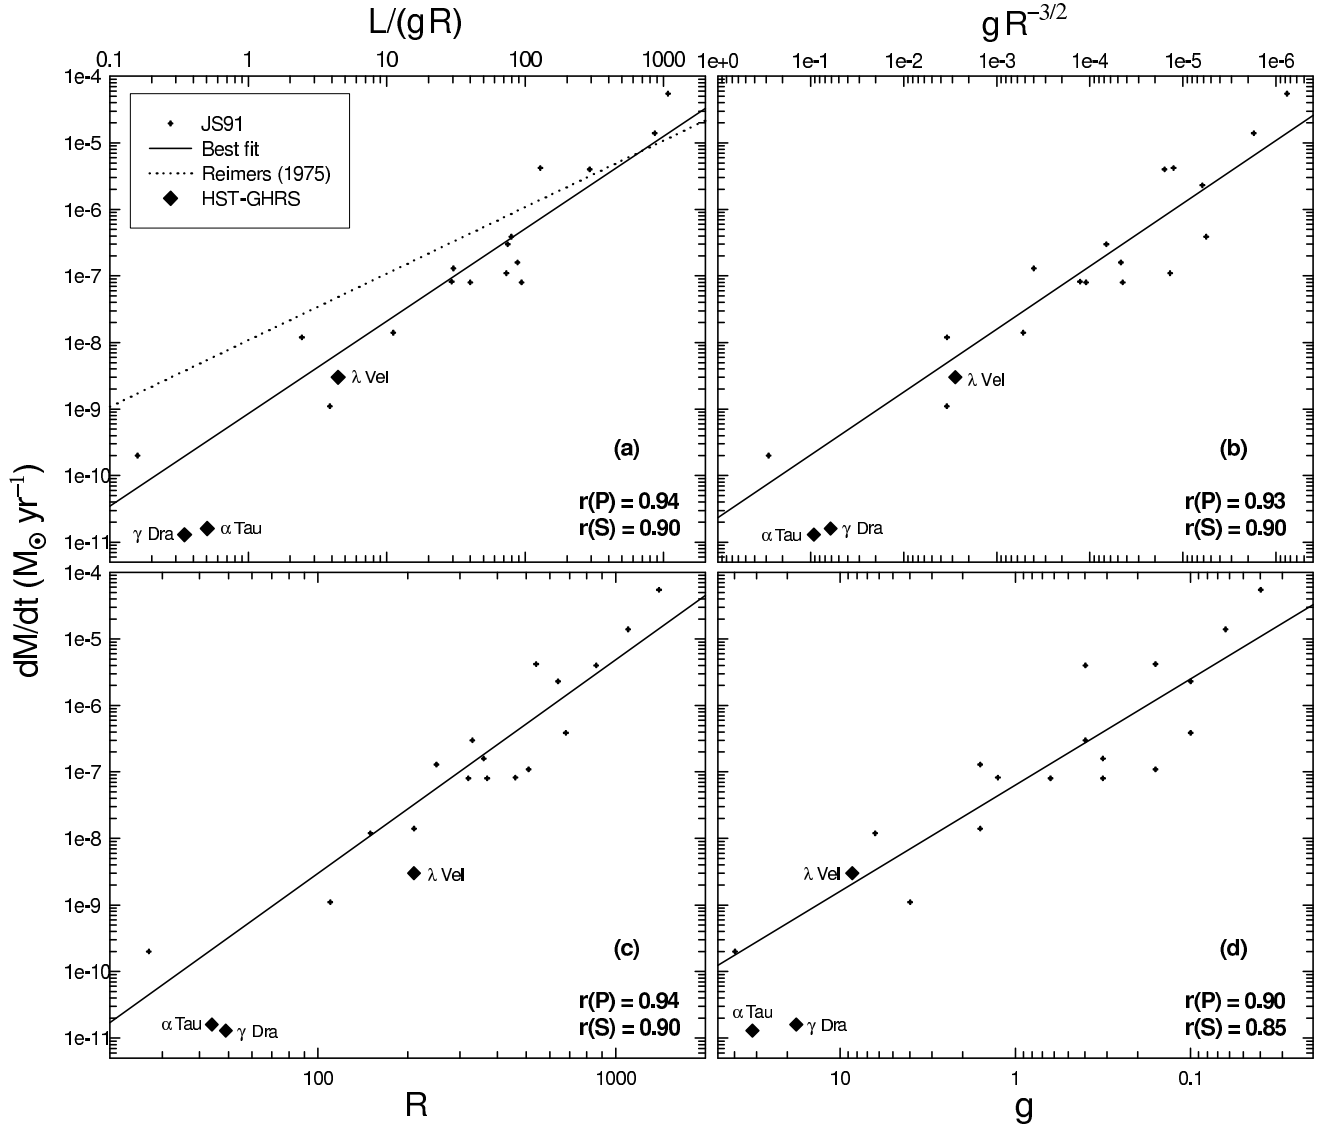 L/(gR)
gR^{-3/2}
0.1 1 10 100 1000
1e+0 1e-1 1e-2 1e-3 1e-4 1e-5 1e-6
1e-4
1e-5
1e-6
1e-7
1e-8
1e-9
1e-10
1e-11
JS91
Best fit
Reimers (1975)
HST-GHRS
λ Vel
γ Dra
α Tau
(a)
r(P) = 0.94
r(S) = 0.90
λ Vel
α Tau
γ Dra
(b)
r(P) = 0.93
r(S) = 0.90
dM/dt (M⊙ yr⁻¹)
1e-4
1e-5
1e-6
1e-7
1e-8
1e-9
1e-10
1e-11
λ Vel
α Tau
γ Dra
(c)
r(P) = 0.94
r(S) = 0.90
λ Vel
α Tau
γ Dra
(d)
r(P) = 0.90
r(S) = 0.85
100 1000
10 1 0.1
R
g